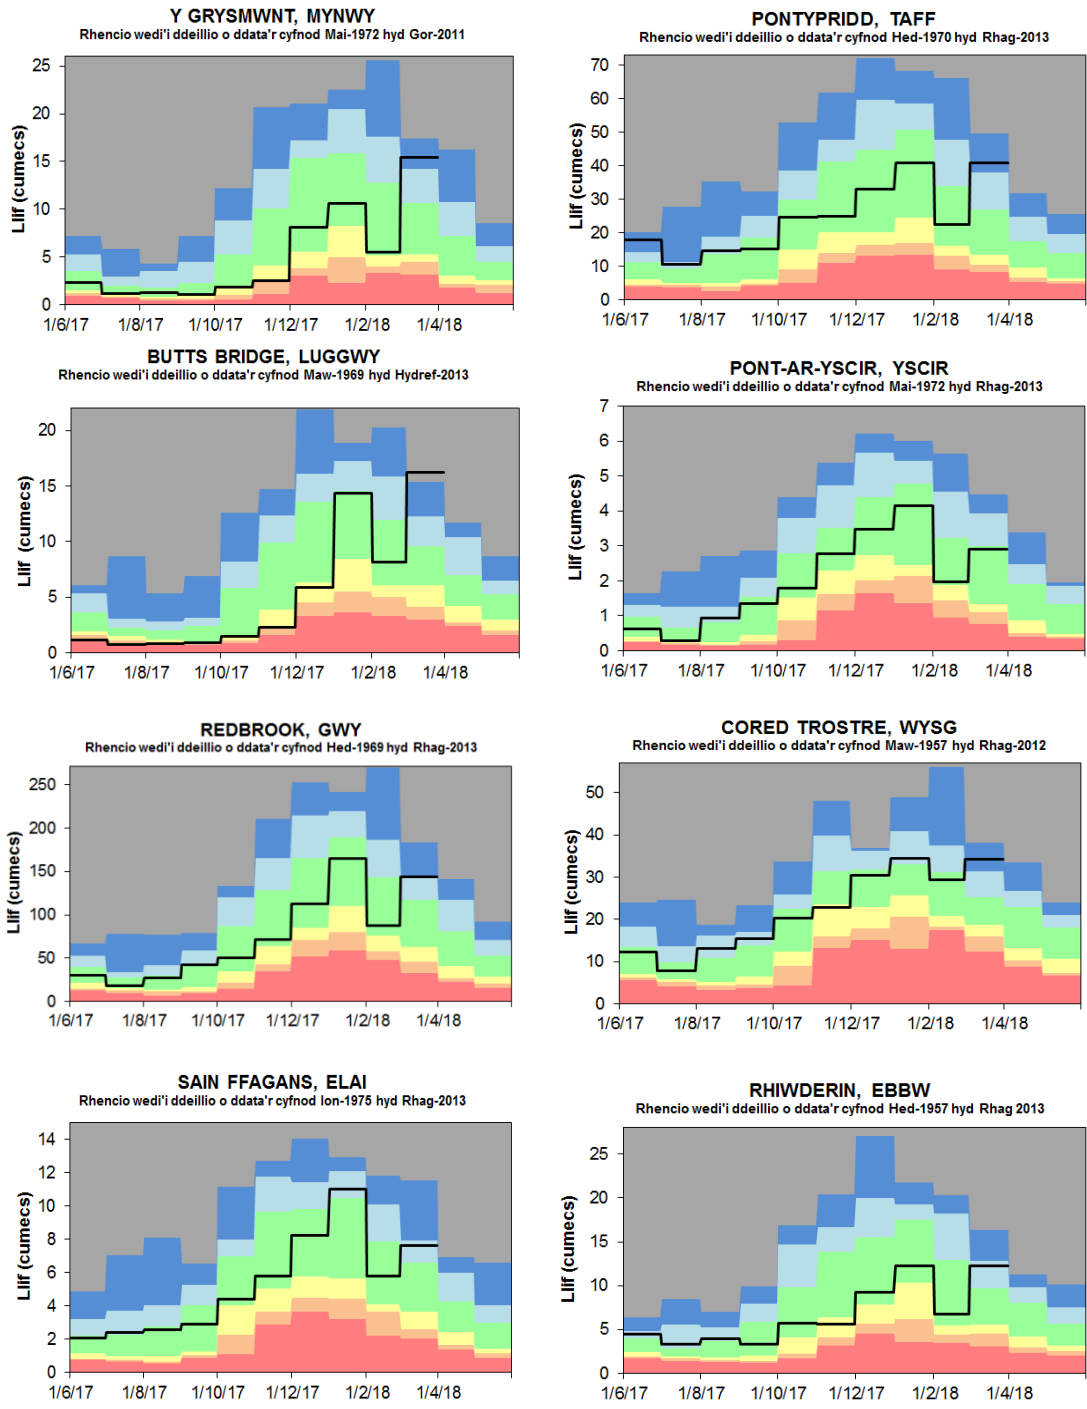 Y GRYSMWNT, MYNWY
Rhencio wedi'i ddeillio o ddata'r cyfnod Mai-1972 hyd Gor-2011
Llif (cumecs)
25
20
15
10
5
0
1/6/17 1/8/17 1/10/17 1/12/17 1/2/18 1/4/18
PONTYPRIDD, TAFF
Rhencio wedi'i ddeillio o ddata'r cyfnod Hed-1970 hyd Rhag-2013
Llif (cumecs)
70
60
50
40
30
20
10
0
1/6/17 1/8/17 1/10/17 1/12/17 1/2/18 1/4/18
BUTTS BRIDGE, LUGGWY
Rhencio wedi'i ddeillio o ddata'r cyfnod Maw-1969 hyd Hydref-2013
Llif (cumecs)
20
15
10
5
0
1/6/17 1/8/17 1/10/17 1/12/17 1/2/18 1/4/18
PONT-AR-YSCIR, YSCIR
Rhencio wedi'i ddeillio o ddata'r cyfnod Mai-1972 hyd Rhag-2013
Llif (cumecs)
7
6
5
4
3
2
1
0
1/6/17 1/8/17 1/10/17 1/12/17 1/2/18 1/4/18
REDBROOK, GWY
Rhencio wedi'i ddeillio o ddata'r cyfnod Hed-1969 hyd Rhag-2013
Llif (cumecs)
250
200
150
100
50
0
1/6/17 1/8/17 1/10/17 1/12/17 1/2/18 1/4/18
CORED TROSTRE, WYSG
Rhencio wedi'i ddeillio o ddata'r cyfnod Maw-1957 hyd Rhag-2012
Llif (cumecs)
50
40
30
20
10
0
1/6/17 1/8/17 1/10/17 1/12/17 1/2/18 1/4/18
SAIN FFAGANS, ELAI
Rhencio wedi'i ddeillio o ddata'r cyfnod Ion-1975 hyd Rhag-2013
Llif (cumecs)
14
12
10
8
6
4
2
0
1/6/17 1/8/17 1/10/17 1/12/17 1/2/18 1/4/18
RHIWDERIN, EBBW
Rhencio wedi'i ddeillio o ddata'r cyfnod Hed-1957 hyd Rhag 2013
Llif (cumecs)
25
20
15
10
5
0
1/6/17 1/8/17 1/10/17 1/12/17 1/2/18 1/4/18